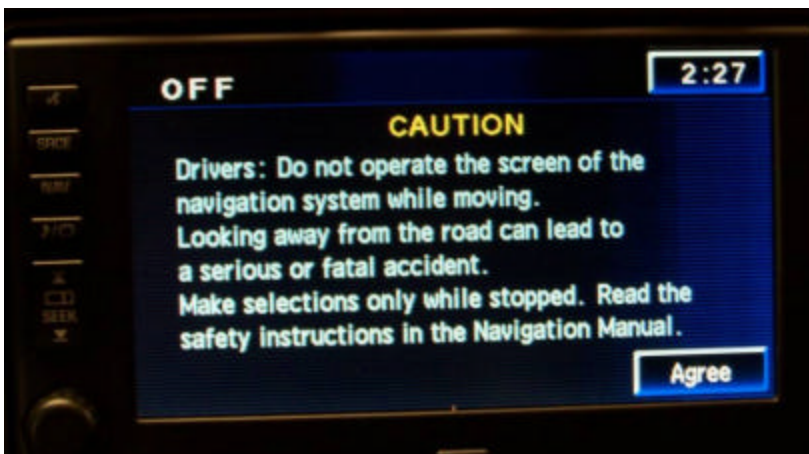 OFF
2:27
CAUTION
Drivers: Do not operate the screen of the
navigation system while moving.
Looking away from the road can lead to
a serious or fatal accident.
Make selections only while stopped. Read the
safety instructions in the Navigation Manual.
Agree
NAV
SEEK